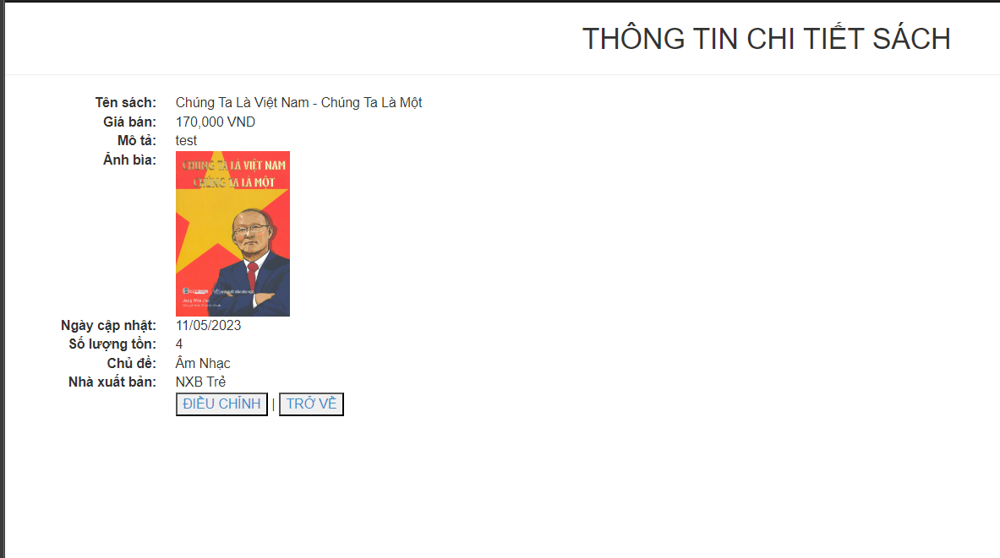 THÔNG TIN CHI TIẾT SÁCH
Tên sách: Chúng Ta Là Việt Nam - Chúng Ta Là Một
Giá bán: 170,000 VND
Mô tả: test
Ảnh bìa:
CHÚNG TA LÀ VIỆT NAM
CHÚNG TA LÀ MỘT
Ngày cập nhật: 11/05/2023
Số lượng tồn: 4
Chủ đề: Âm Nhạc
Nhà xuất bản: NXB Trẻ
ĐIỀU CHỈNH | TRỞ VỀ